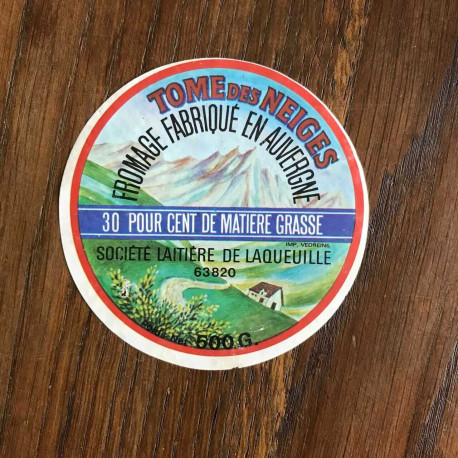 TOME DES NEIGES
FROMAGE FABRIQUÉ EN AUVERGNE
30 POUR CENT DE MATIERE GRASSE
IMP. VEDREINE
SOCIÉTÉ LAITIÈRE DE LAQUEUILLE
63820
500 G.